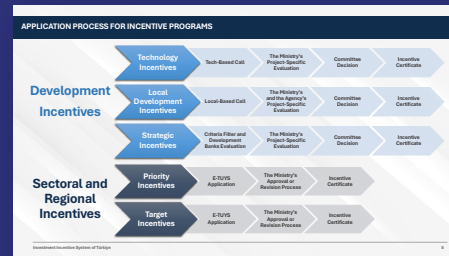 APPLICATION PROCESS FOR INCENTIVE PROGRAMS
Development
Incentives
Technology
Incentives
Tech-Based Call
The Ministry's
Project-Specific
Evaluation
Committee
Decision
Incentive
Certificate
Local
Development
Incentives
Local-Based Call
The Ministry's
and the Agency's
Project-Specific
Evaluation
Committee
Decision
Incentive
Certificate
Strategic
Incentives
Criteria Filter and
Development
Banks Evaluation
The Ministry's
Project-Specific
Evaluation
Committee
Decision
Incentive
Certificate
Sectoral and
Regional
Incentives
Priority
Incentives
E-TUYS
Application
The Ministry's
Approval or
Revision Process
Incentive
Certificate
Target
Incentives
E-TUYS
Application
The Ministry's
Approval or
Revision Process
Incentive
Certificate
Investment Incentive System of Türkiye